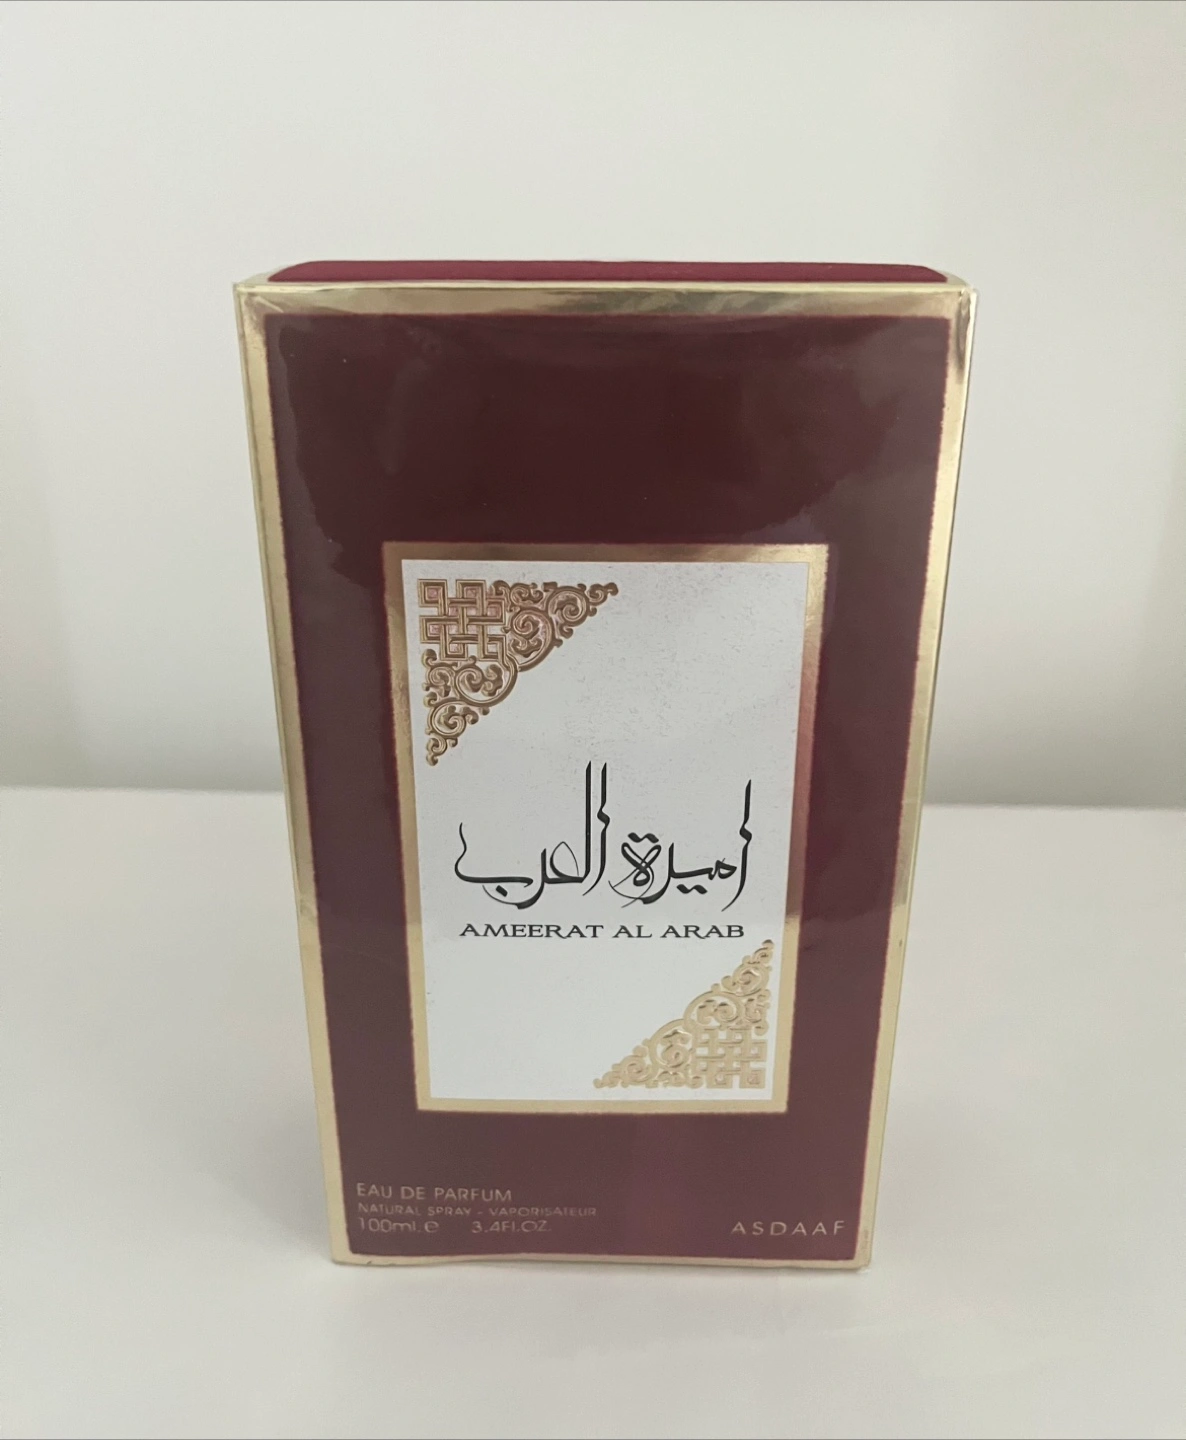 اميرة العرب
AMEERAT AL ARAB
EAU DE PARFUM
NATURAL SPRAY - VAPORISATEUR
100ml.e 3.4FL.OZ.
ASDAAF